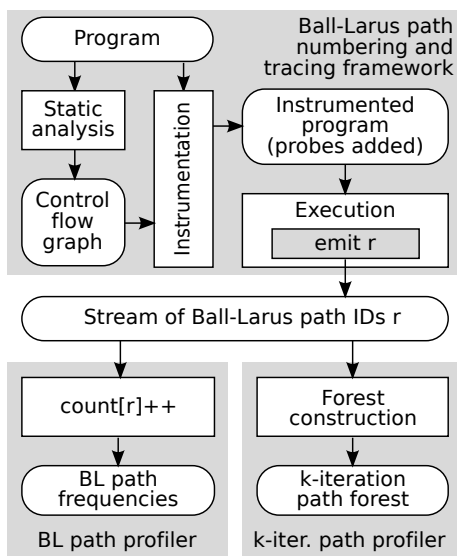 Program
Ball-Larus path
numbering and
tracing framework
Static
analysis
Instrumentation
Instrumented
program
(probes added)
Control
flow
graph
Execution
emit r
Stream of Ball-Larus path IDs r
count[r]++
Forest
construction
BL path
frequencies
k-iteration
path forest
BL path profiler
k-iter. path profiler